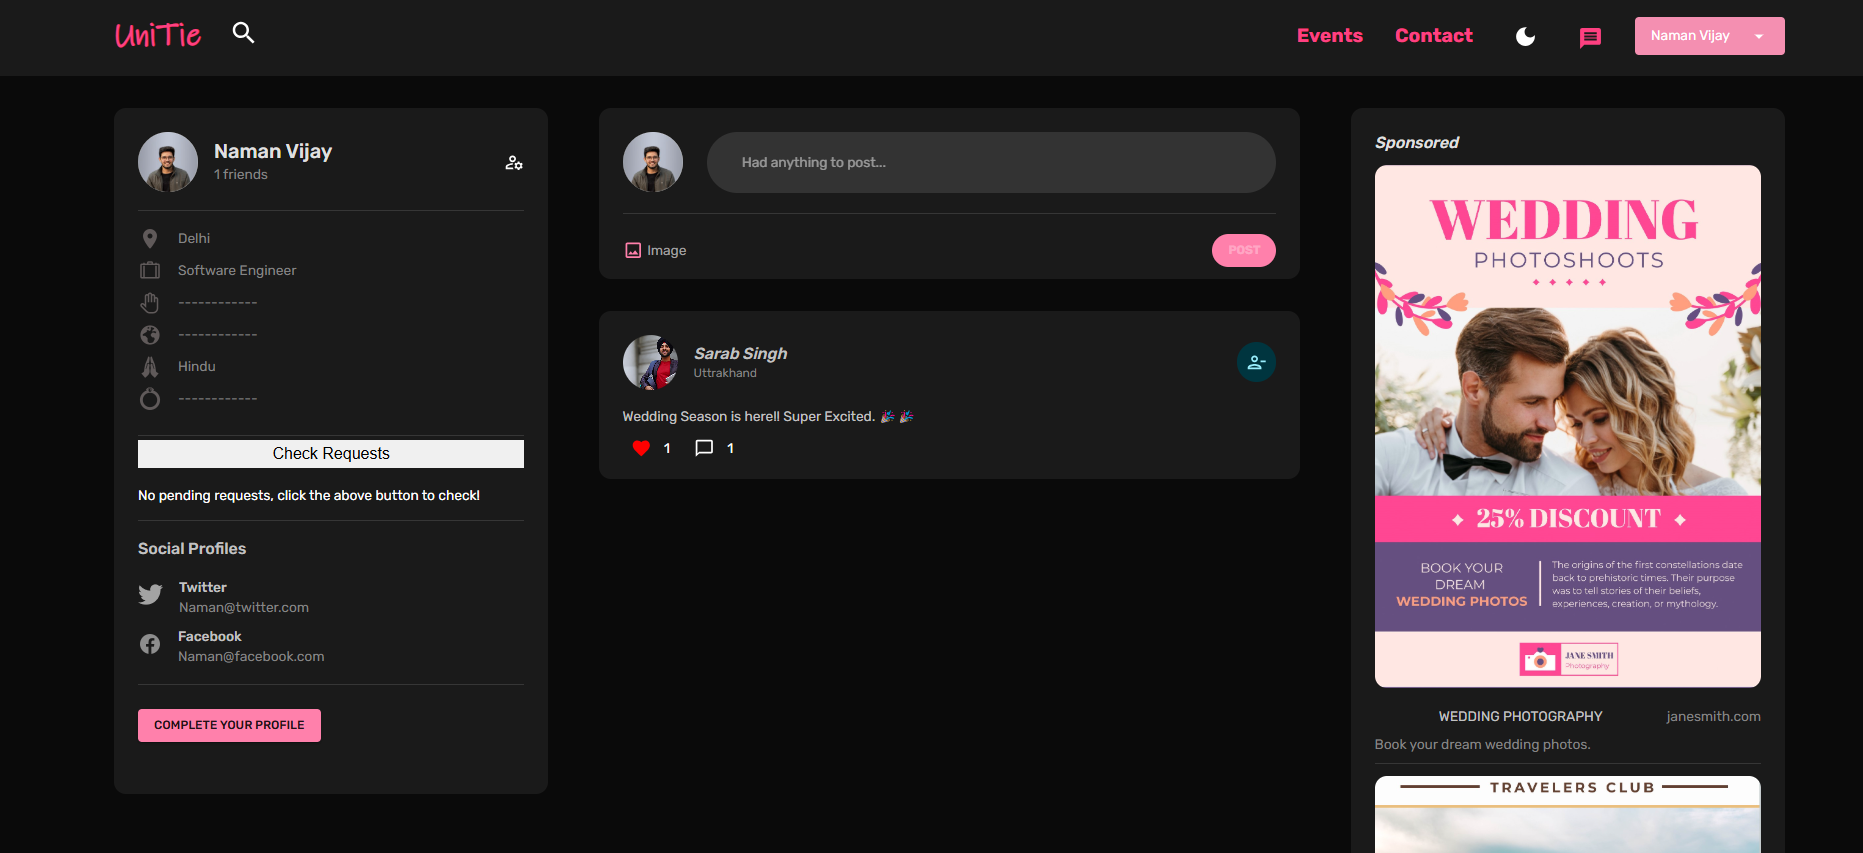 UniTie
Events
Contact
Naman Vijay
Naman Vijay
1 friends
Delhi
Software Engineer
------------
------------
Hindu
------------
Check Requests
No pending requests, click the above button to check!
Social Profiles
Twitter
Naman@twitter.com
Facebook
Naman@facebook.com
COMPLETE YOUR PROFILE
Had anything to post...
Image
POST
Sarab Singh
Uttrakhand
Wedding Season is here!! Super Excited. 🎉 🎉
1
1
Sponsored
WEDDING
PHOTOSHOOTS
25% DISCOUNT
BOOK YOUR
DREAM
WEDDING PHOTOS
The origins of the first constellations date
back to prehistoric times. Their purpose
was to tell stories of their beliefs,
experiences, creation, or mythology.
JANE SMITH
Photography
WEDDING PHOTOGRAPHY
janesmith.com
Book your dream wedding photos.
TRAVELERS CLUB